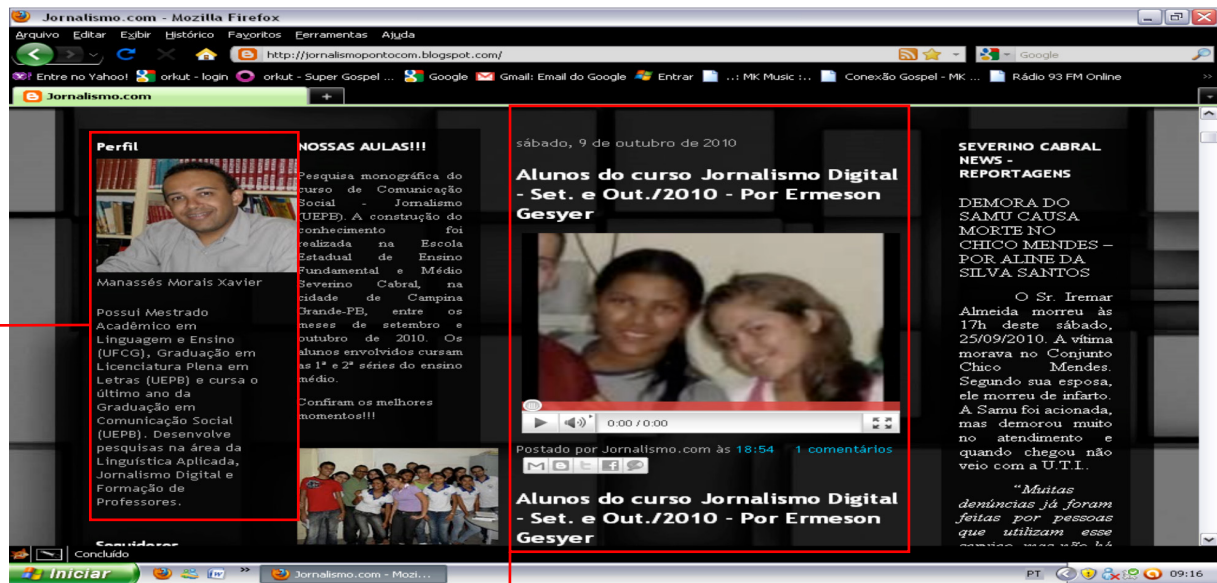 Jornalismo.com - Mozilla Firefox
Arquivo Editar Exibir Histórico Favoritos Ferramentas Ajuda
http://jornalismopontocom.blogspot.com/
Google
Entre no Yahoo! orkut - login orkut - Super Gospel ... Google Gmail: Email do Google Entrar ..: MK Music :.. Conexão Gospel - MK ... Rádio 93 FM Online
Jornalismo.com
Perfil
Manassés Morais Xavier
Possui Mestrado
Acadêmico em
Linguagem e Ensino
(UFCG), Graduação em
Licenciatura Plena em
Letras (UEPB) e cursa o
último ano da
Graduação em
Comunicação Social
(UEPB). Desenvolve
pesquisas na área da
Linguística Aplicada,
Jornalismo Digital e
Formação de
Professores.
Seguidores
NOSSAS AULAS!!!
Pesquisa monográfica do
curso de Comunicação
Social - Jornalismo
(UEPB). A construção do
conhecimento foi
realizada na Escola
Estadual de Ensino
Fundamental e Médio
Severino Cabral, na
cidade de Campina
Grande-PB, entre os
meses de setembro e
outubro de 2010. Os
alunos envolvidos cursam
as 1ª e 2ª séries do ensino
médio.
Confiram os melhores
momentos!!!
sábado, 9 de outubro de 2010
Alunos do curso Jornalismo Digital
- Set. e Out./2010 - Por Ermeson
Gesyer
0:00 / 0:00
Postado por Jornalismo.com às 18:54 1 comentários
Alunos do curso Jornalismo Digital
- Set. e Out./2010 - Por Ermeson
Gesyer
SEVERINO CABRAL
NEWS -
REPORTAGENS
DEMORA DO
SAMU CAUSA
MORTE NO
CHICO MENDES –
POR ALINE DA
SILVA SANTOS
O Sr. Iremar
Almeida morreu às
17h deste sábado,
25/09/2010. A vítima
morava no Conjunto
Chico Mendes.
Segundo sua esposa,
ele morreu de infarto.
A Samu foi acionada,
mas demorou muito
no atendimento e
quando chegou não
veio com a U.T.I..
“Muitas
denúncias já foram
feitas por pessoas
que utilizam esse
serviço, mas não há
Concluído
Iniciar
Jornalismo.com - Mozi...
PT
09:16